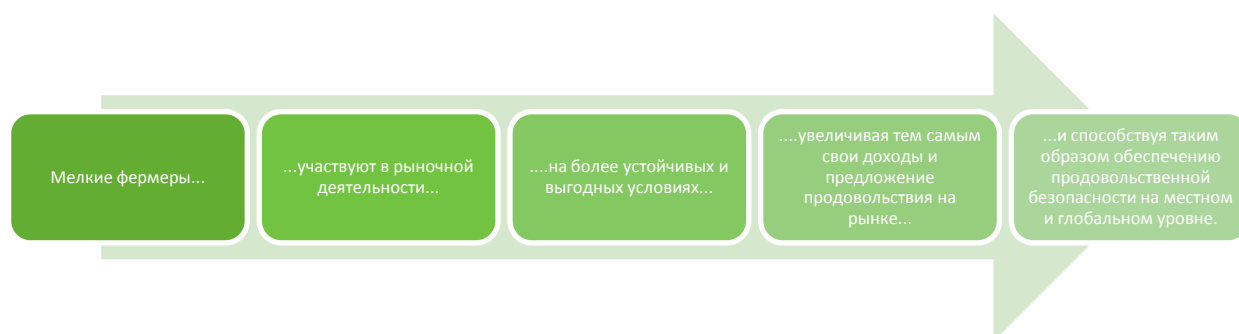 Мелкие фермеры...
...участвуют в рыночной
деятельности...
....на более устойчивых и
выгодных условиях...
....увеличивая тем самым
свои доходы и
предложение
продовольствия на
рынке...
...и способствуя таким
образом обеспечению
продовольственной
безопасности на местном
и глобальном уровне.